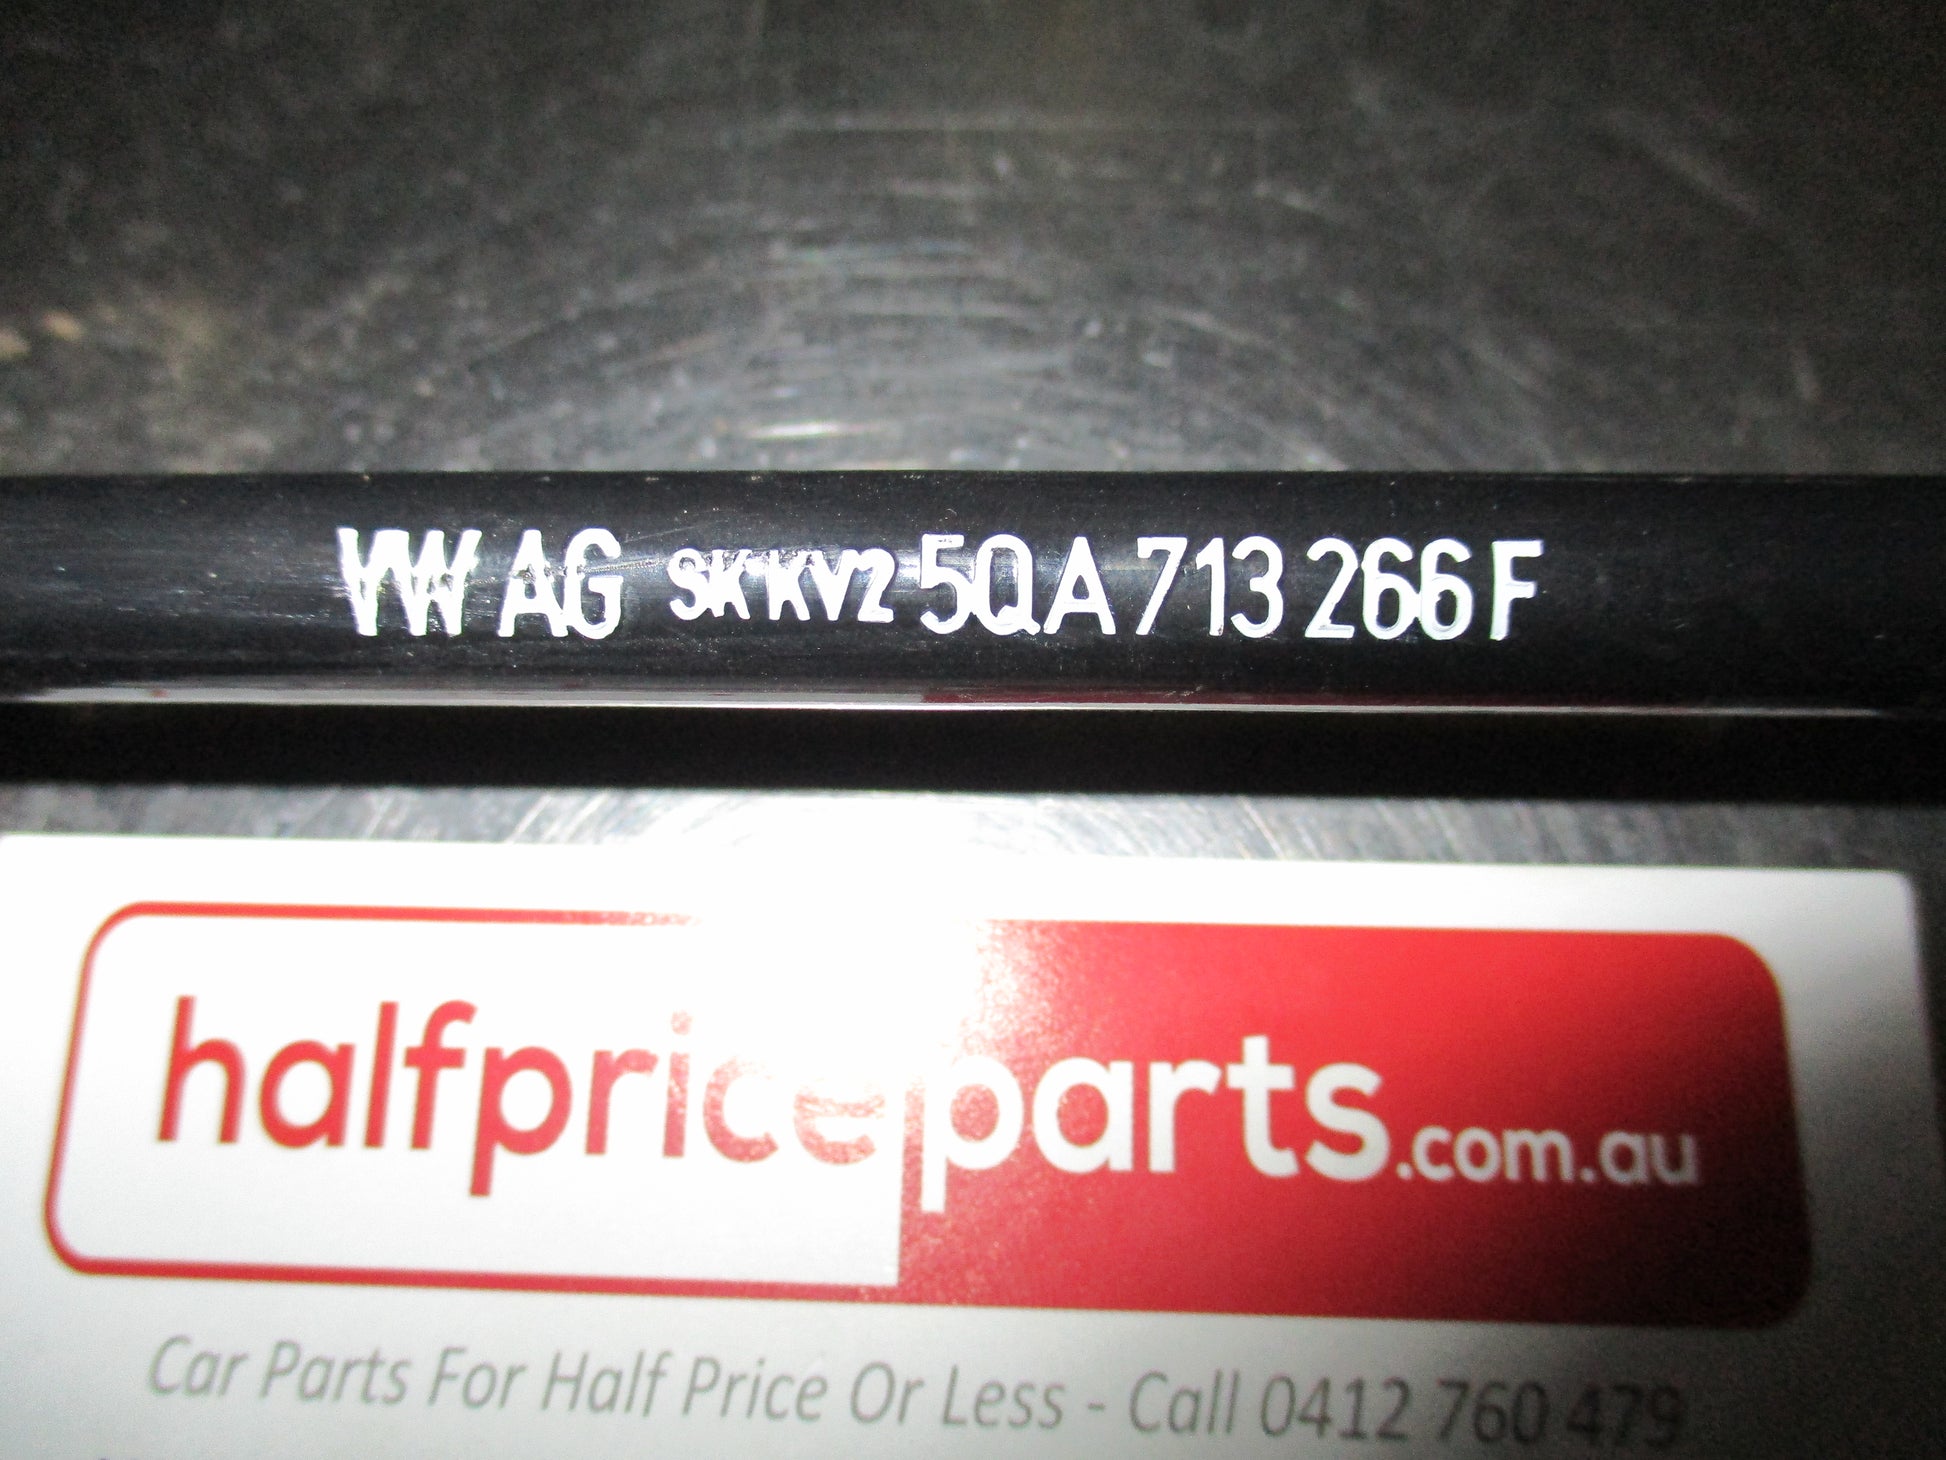 VW AG SKKV2 5QA 713 266 F
halfpriceparts.com.au
Car Parts For Half Price Or Less - Call 0412 760 479